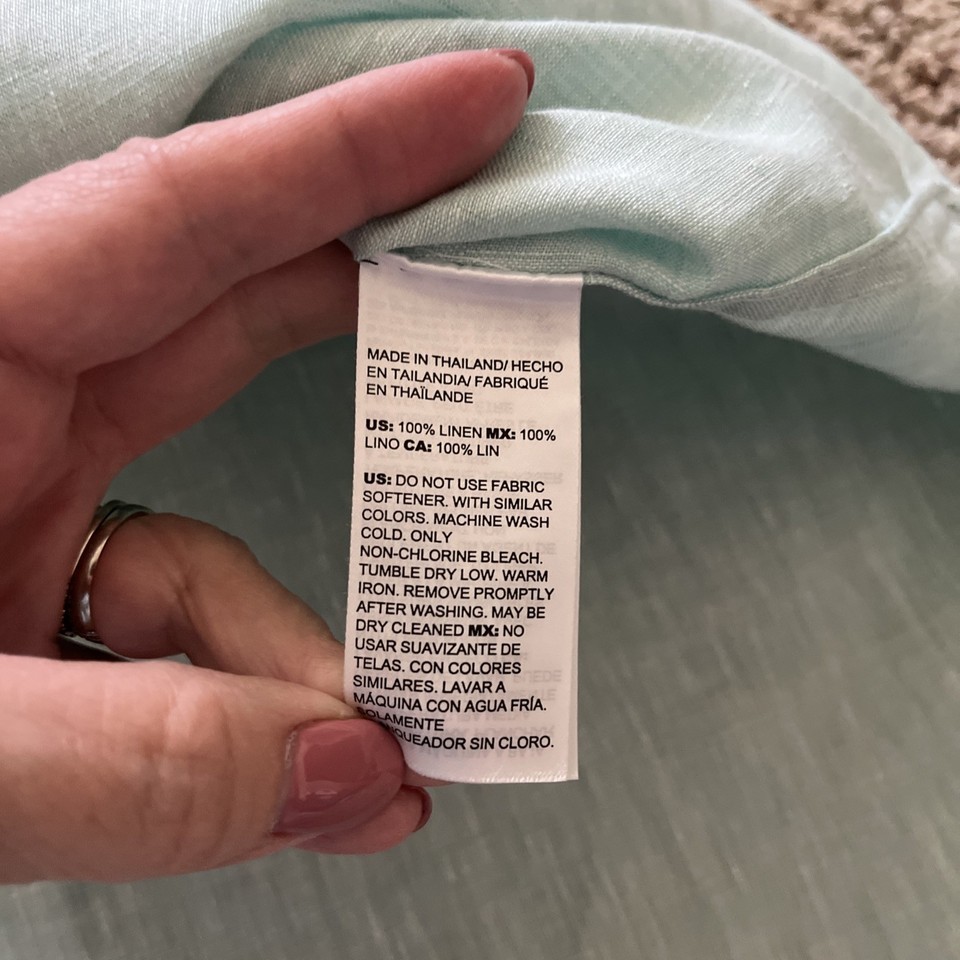 MADE IN THAILAND/ HECHO
EN TAILANDIA/ FABRIQUÉ
EN THAÏLANDE
US: 100% LINEN MX: 100%
LINO CA: 100% LIN
US: DO NOT USE FABRIC
SOFTENER. WITH SIMILAR
COLORS. MACHINE WASH
COLD. ONLY
NON-CHLORINE BLEACH.
TUMBLE DRY LOW. WARM
IRON. REMOVE PROMPTLY
AFTER WASHING. MAY BE
DRY CLEANED MX: NO
USAR SUAVIZANTE DE
TELAS. CON COLORES
SIMILARES. LAVAR A
MÁQUINA CON AGUA FRÍA.
SOLAMENTE
SIN CLORO.